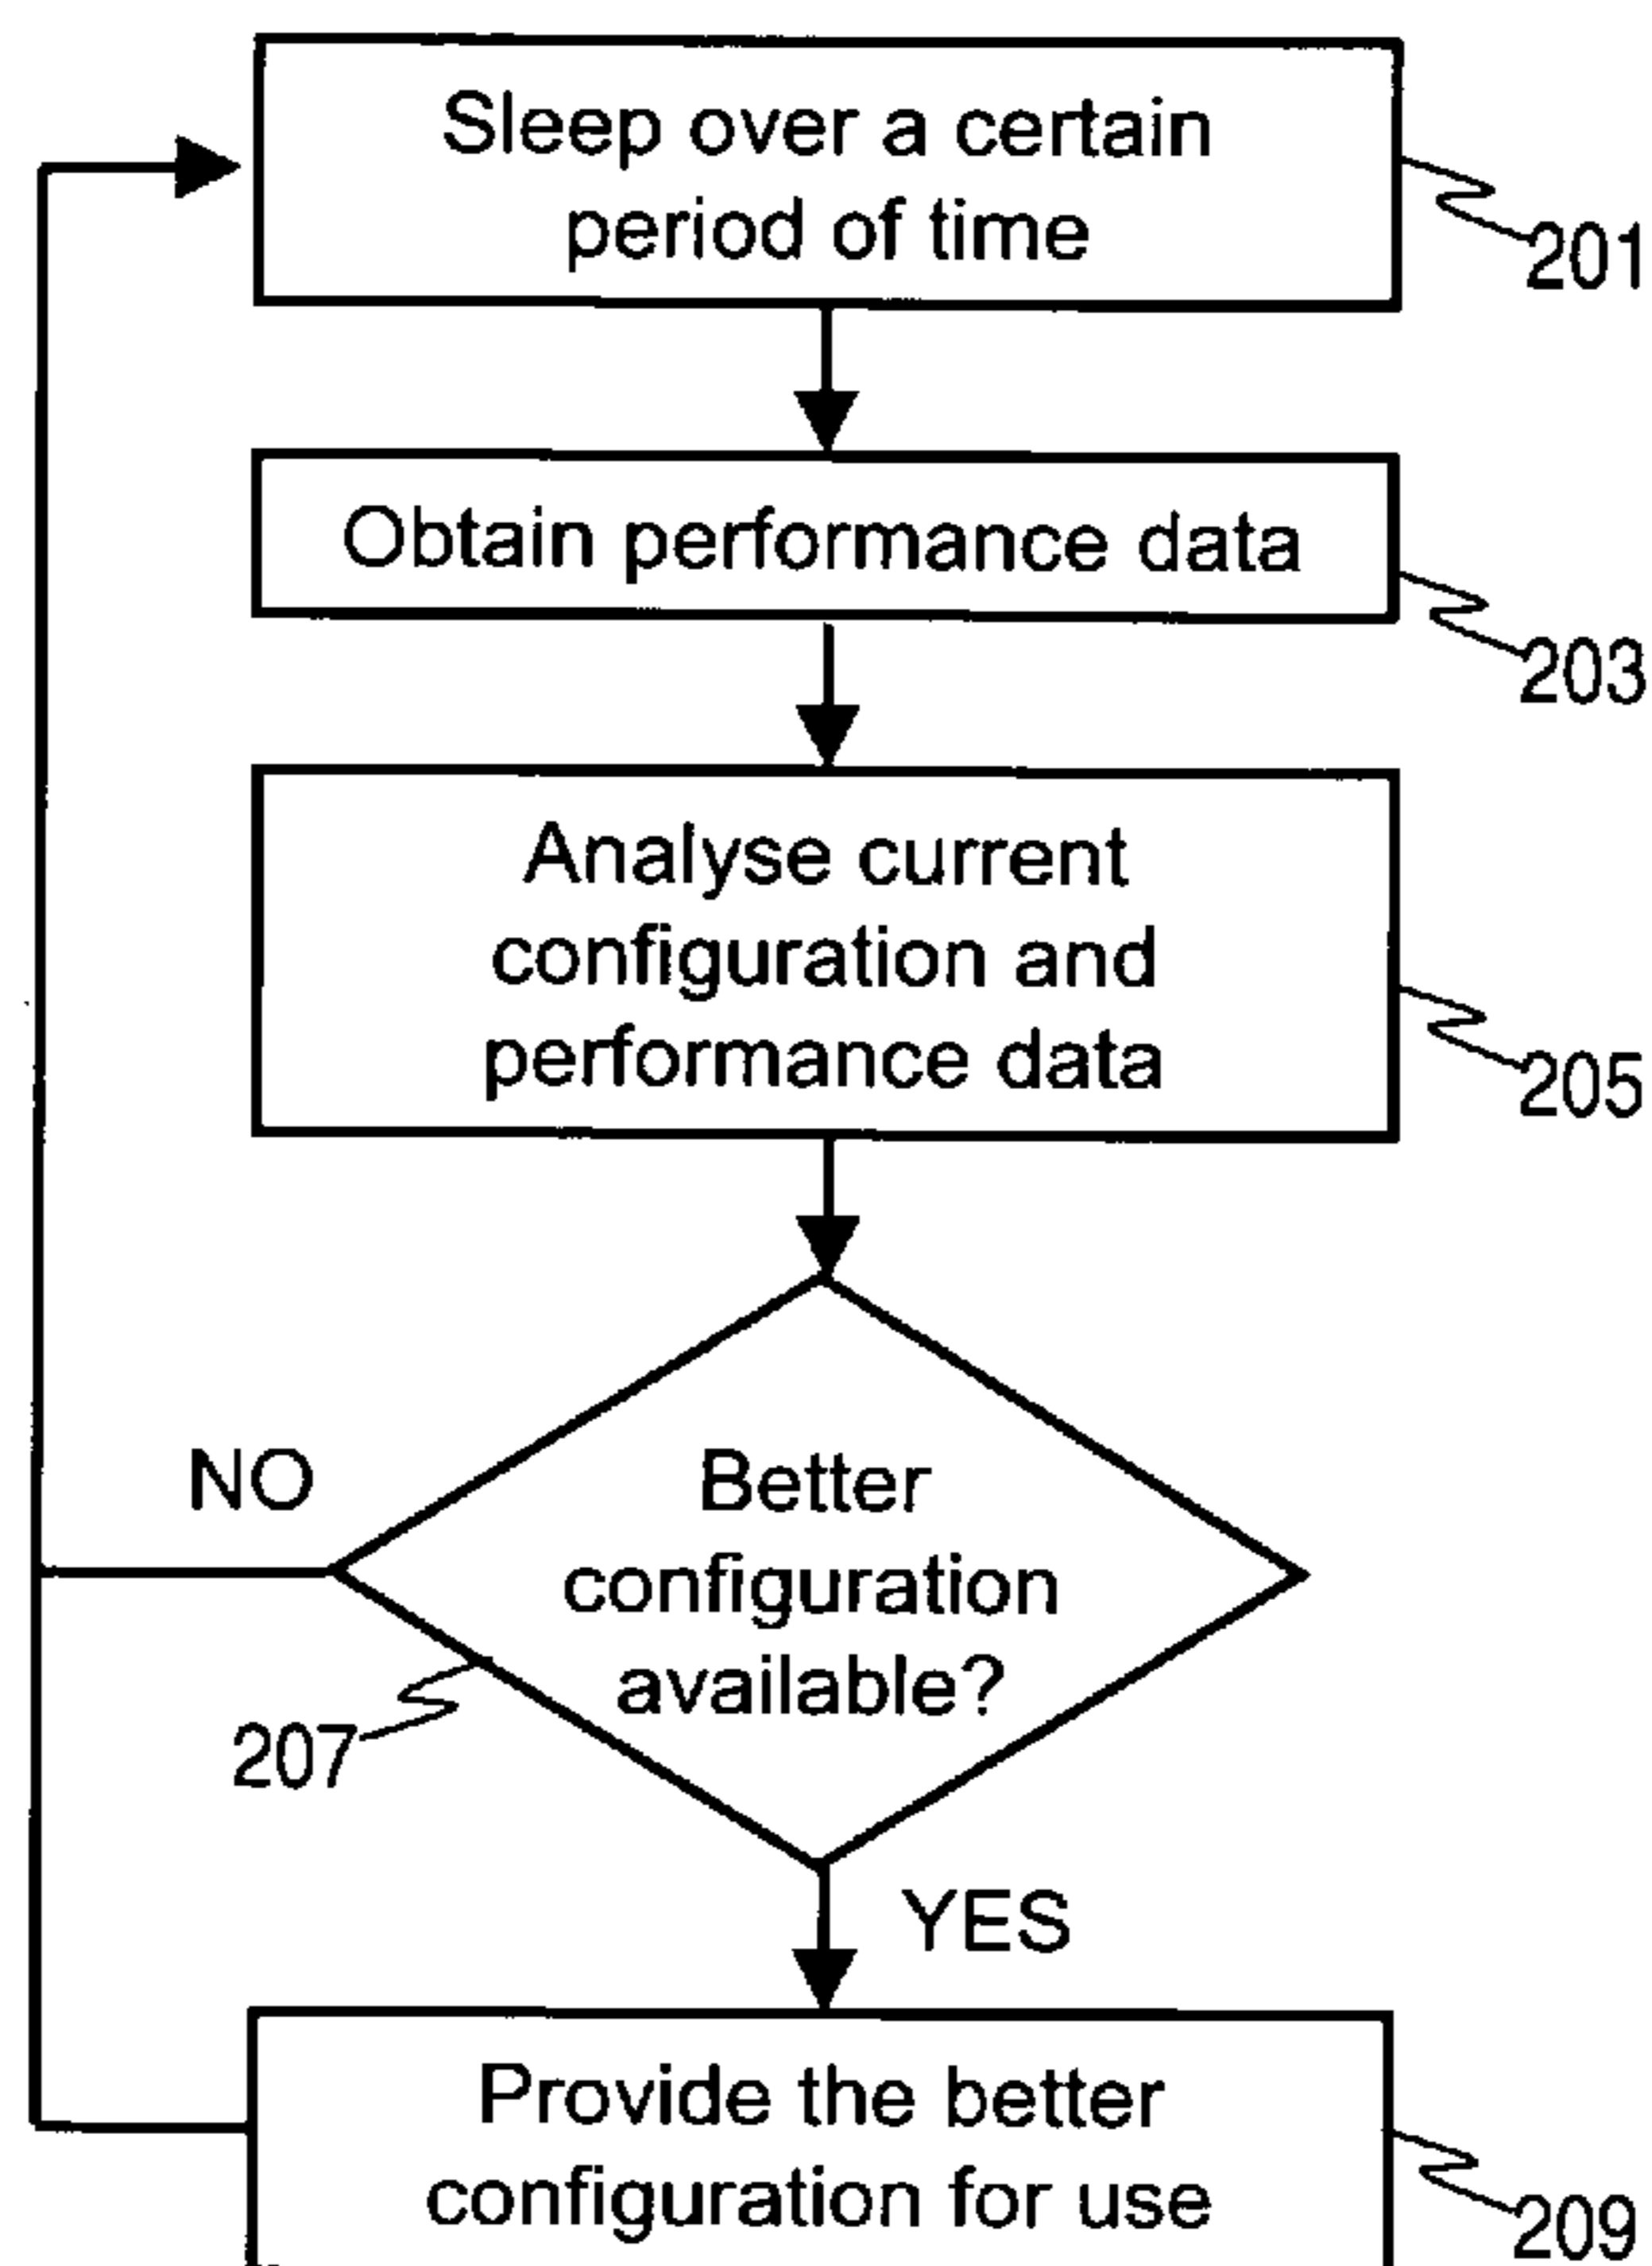 Sleep over a certain
period of time
201
Obtain performance data
203
Analyse current
configuration and
performance data
205
NO
Better
configuration
available?
207
YES
Provide the better
configuration for use
209